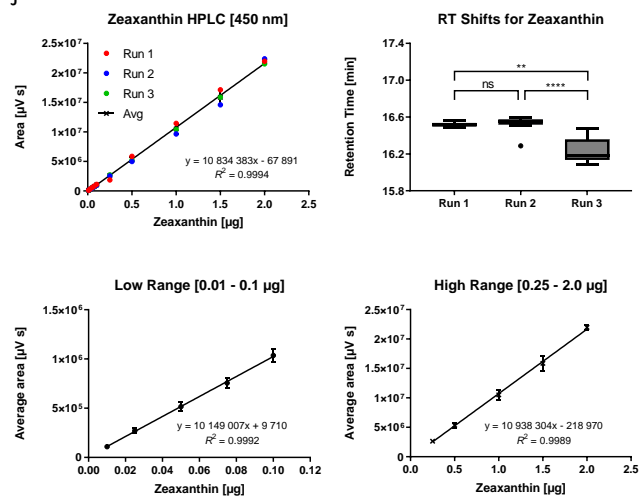 Zeaxanthin HPLC [450 nm]
Area [µV s]
2.5×10⁷
2.0×10⁷
1.5×10⁷
1.0×10⁷
5.0×10⁶
0
Run 1
Run 2
Run 3
Avg
y = 10 834 383x - 67 891
R² = 0.9994
0.0 0.5 1.0 1.5 2.0 2.5
Zeaxanthin [µg]
RT Shifts for Zeaxanthin
Retention Time [min]
17.4
17.0
16.6
16.2
15.8
**
ns ****
Run 1 Run 2 Run 3
Low Range [0.01 - 0.1 µg]
Average area [µV s]
1.5×10⁶
1×10⁶
5×10⁵
0
y = 10 149 007x + 9 710
R² = 0.9992
0.00 0.02 0.04 0.06 0.08 0.10 0.12
Zeaxanthin [µg]
High Range [0.25 - 2.0 µg]
Average area [µV s]
2.5×10⁷
2.0×10⁷
1.5×10⁷
1.0×10⁷
5.0×10⁶
0
y = 10 938 304x - 218 970
R² = 0.9989
0.0 0.5 1.0 1.5 2.0 2.5
Zeaxanthin [µg]